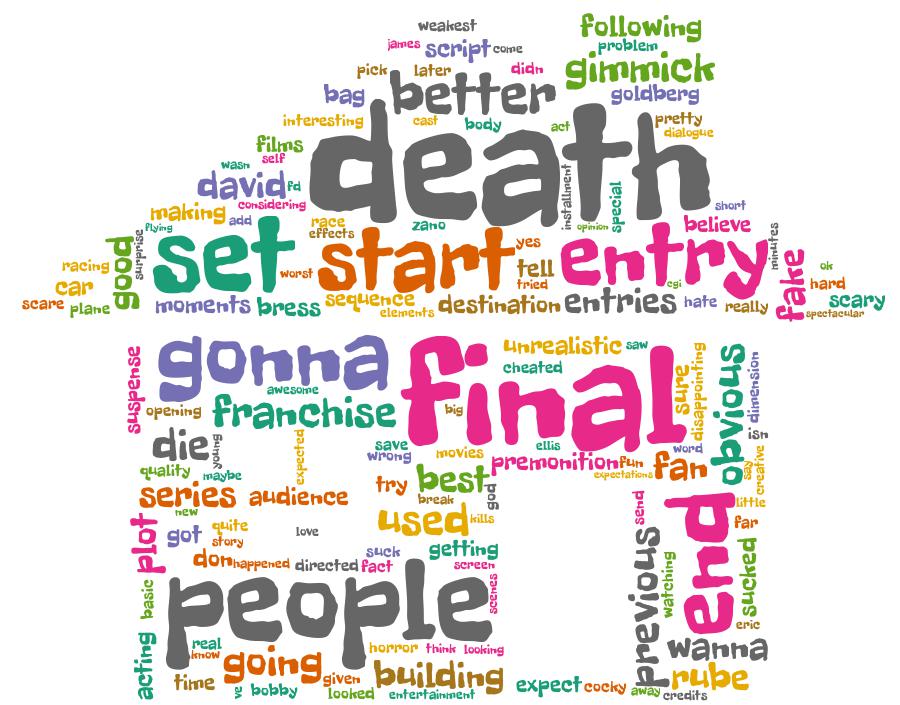 weakest
following
james script come problem
pick later didn gimmick
bag better goldberg
interesting cast body act pretty
dialogue
films death
wasn self
david fd installment special
considering
making add race zano opinion short
flying effects believe
good surprise set start yes entry minutes
racing worst tell fake ok
car tried cgi hard
scare plane moments bress sequence elements destination entries hate really scary
spectacular
suspense gonna final unrealistic saw
awesome cheated sure disappointing obvious dimension
opening franchise big
die young expected save ellis isn
wrong movies word
quality maybe premonition fun fan say creative
expectations
series audience try best god
break little
new used kills send end
plot got quite love far
story
suck getting previous sucked
don happened directed fact screen watching
basic people scenes
eric
real horror think looking wanna
know
acting going building rube
time ve bobby given looked entertainment expect cocky away credits